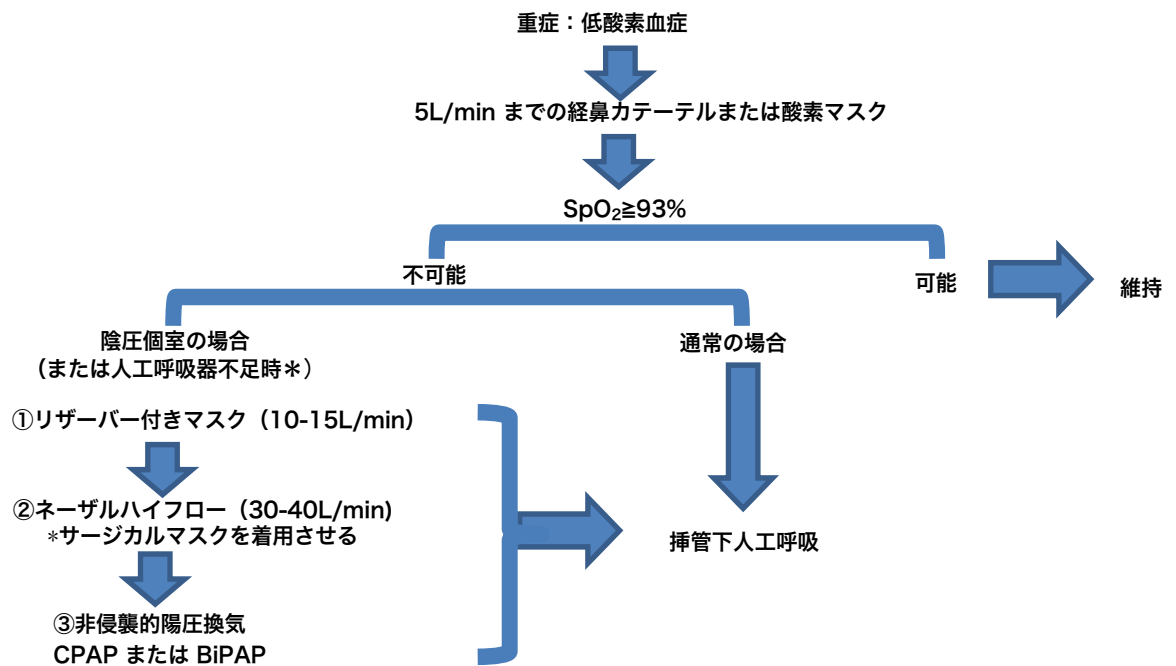 重症：低酸素血症
5L/min までの経鼻カテーテルまたは酸素マスク
SpO₂≧93%
不可能
可能
維持
陰圧個室の場合
（または人工呼吸器不足時＊）
通常の場合
①リザーバー付きマスク（10-15L/min）
②ネーザルハイフロー（30-40L/min)
*サージカルマスクを着用させる
挿管下人工呼吸
③非侵襲的陽圧換気
CPAP または BiPAP